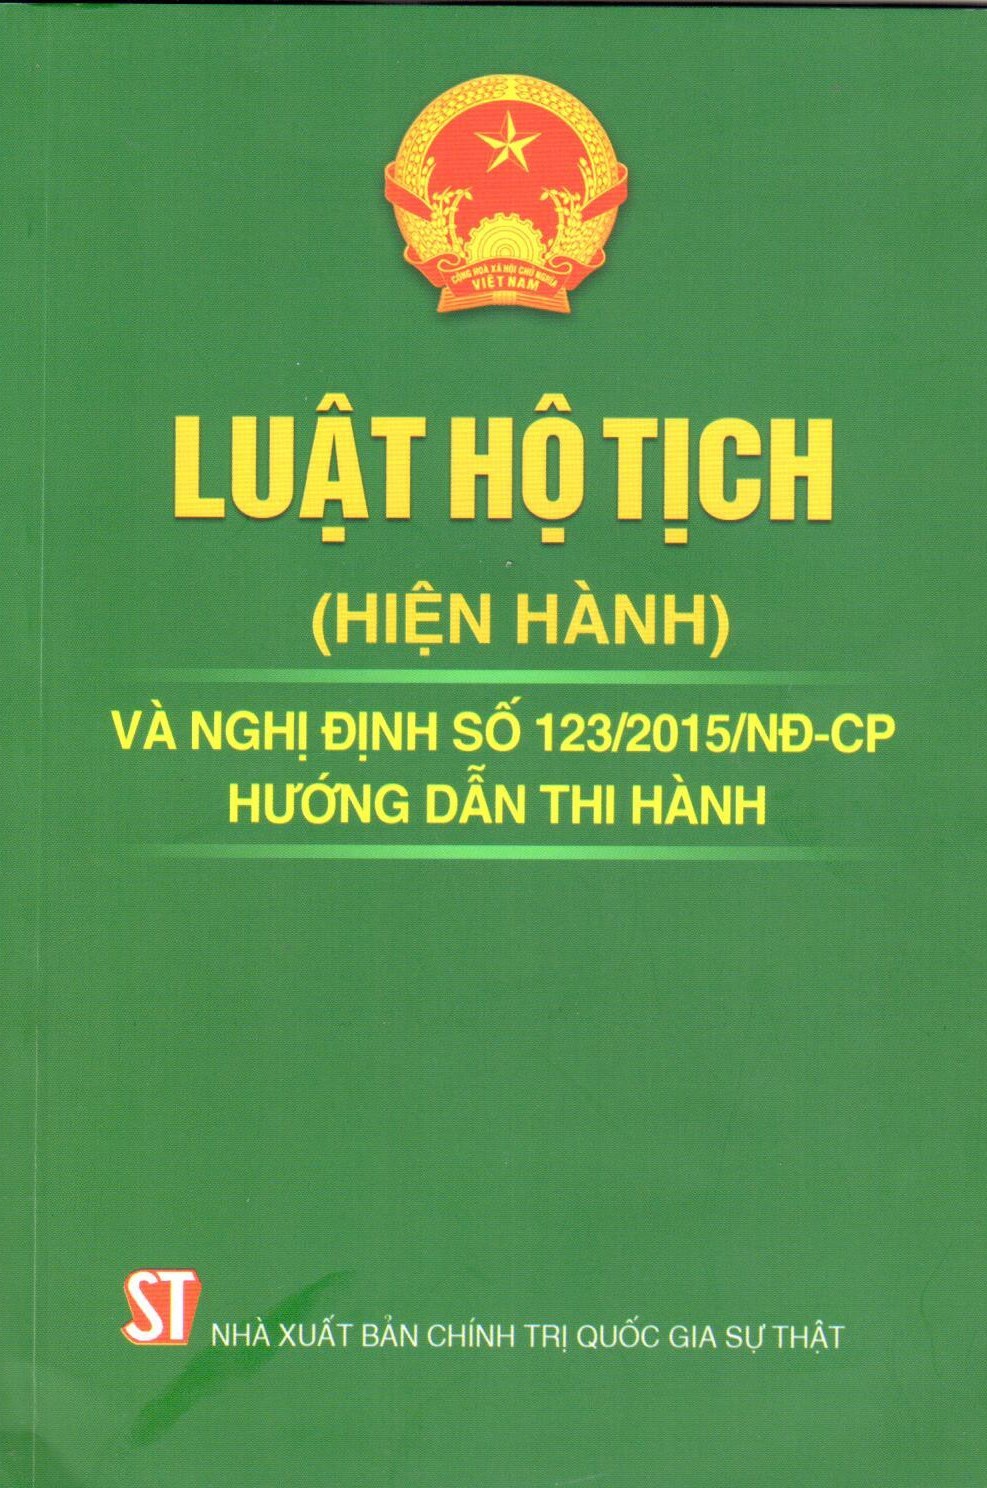 CỘNG HOÀ XÃ HỘI CHỦ NGHĨA
VIỆT NAM
LUẬT HỘ TỊCH
(HIỆN HÀNH)
VÀ NGHỊ ĐỊNH SỐ 123/2015/NĐ-CP
HƯỚNG DẪN THI HÀNH
ST
NHÀ XUẤT BẢN CHÍNH TRỊ QUỐC GIA SỰ THẬT